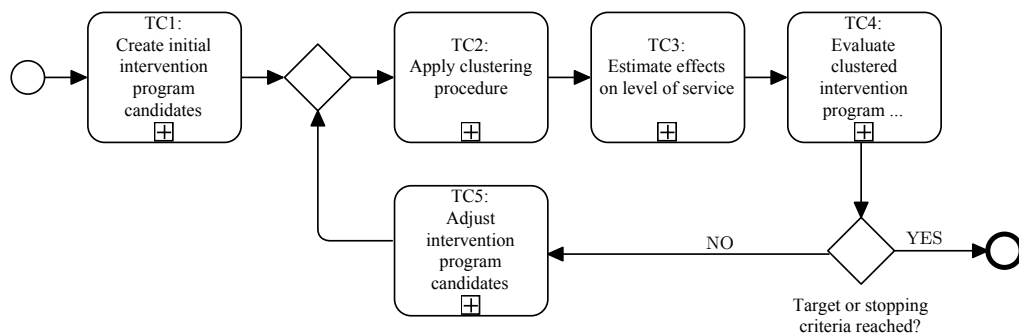 TC1:
Create initial
intervention
program
candidates
TC2:
Apply clustering
procedure
TC3:
Estimate effects
on level of service
TC4:
Evaluate
clustered
intervention
program ...
TC5:
Adjust
intervention
program
candidates
NO
YES
Target or stopping
criteria reached?